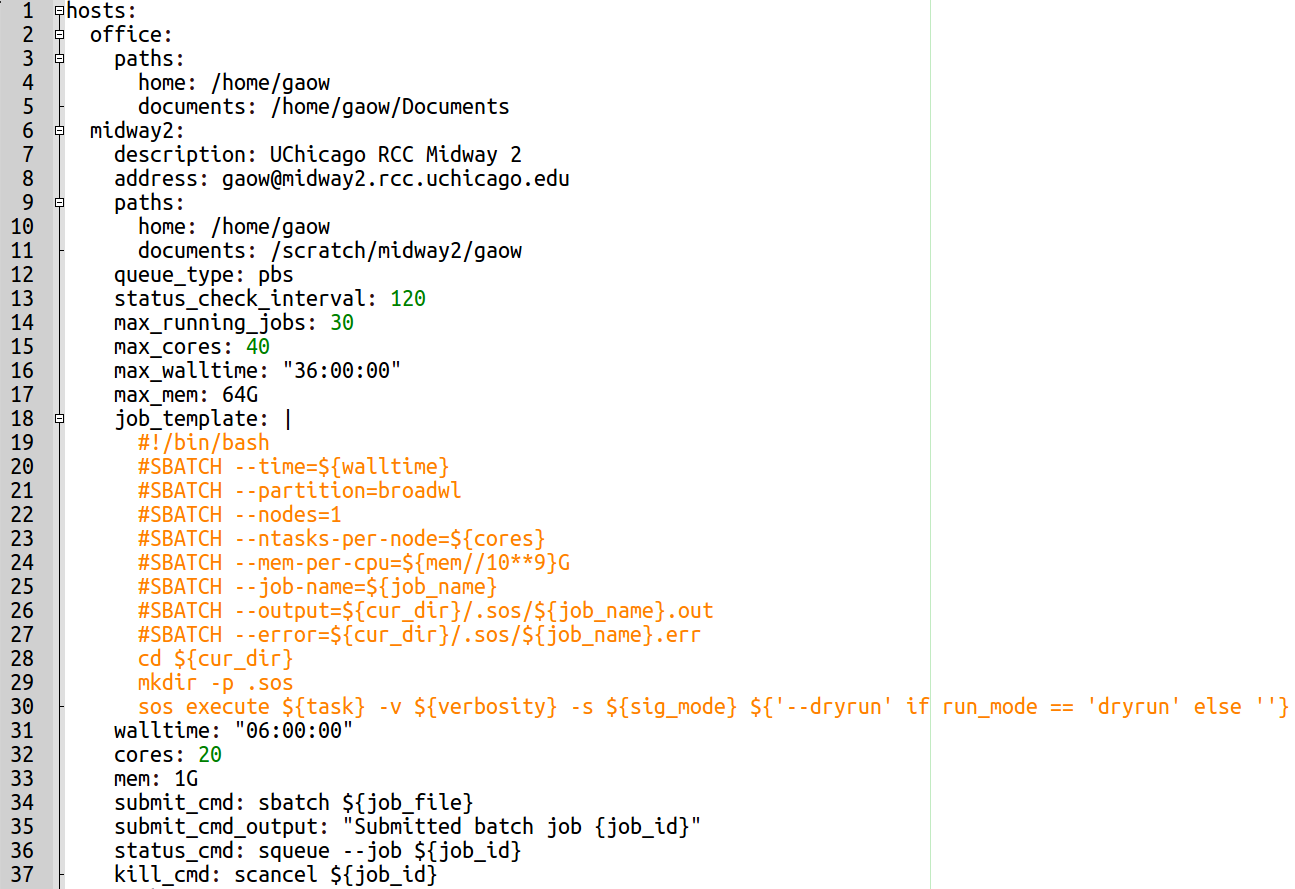 1 hosts:
2   office:
3     paths:
4       home: /home/gaow
5       documents: /home/gaow/Documents
6   midway2:
7     description: UChicago RCC Midway 2
8     address: gaow@midway2.rcc.uchicago.edu
9     paths:
10       home: /home/gaow
11       documents: /scratch/midway2/gaow
12     queue_type: pbs
13     status_check_interval: 120
14     max_running_jobs: 30
15     max_cores: 40
16     max_walltime: "36:00:00"
17     max_mem: 64G
18     job_template: |
19       #!/bin/bash
20       #SBATCH --time=${walltime}
21       #SBATCH --partition=broadwl
22       #SBATCH --nodes=1
23       #SBATCH --ntasks-per-node=${cores}
24       #SBATCH --mem-per-cpu=${mem//10**9}G
25       #SBATCH --job-name=${job_name}
26       #SBATCH --output=${cur_dir}/.sos/${job_name}.out
27       #SBATCH --error=${cur_dir}/.sos/${job_name}.err
28       cd ${cur_dir}
29       mkdir -p .sos
30       sos execute ${task} -v ${verbosity} -s ${sig_mode} ${'--dryrun' if run_mode == 'dryrun' else ''}
31     walltime: "06:00:00"
32     cores: 20
33     mem: 1G
34     submit_cmd: sbatch ${job_file}
35     submit_cmd_output: "Submitted batch job {job_id}"
36     status_cmd: squeue --job ${job_id}
37     kill_cmd: scancel ${job_id}